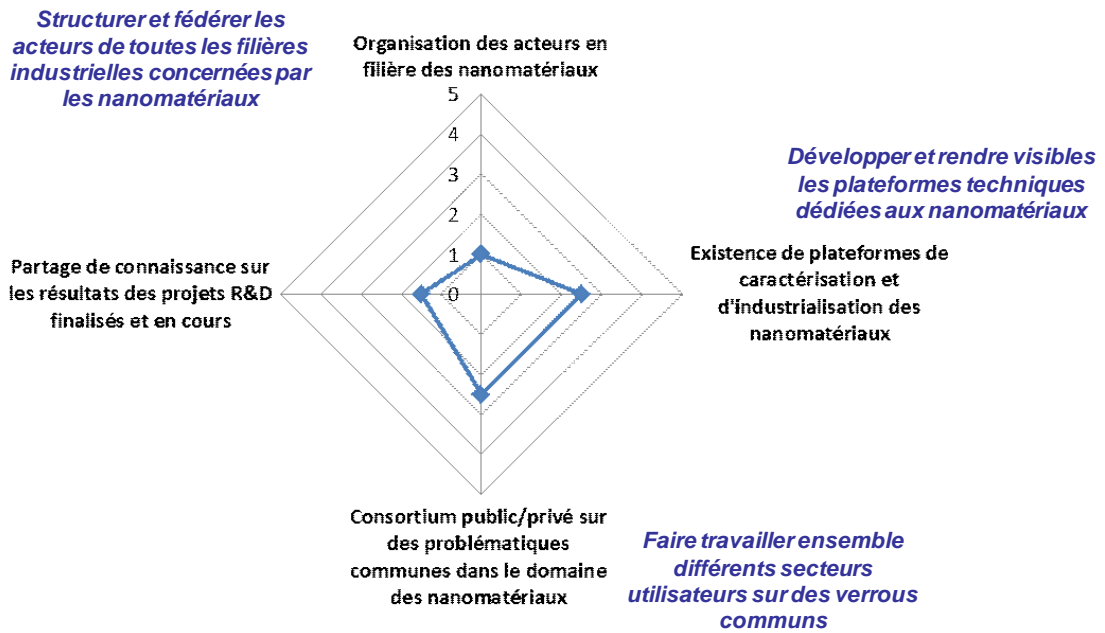 Structurer et fédérer les
acteurs de toutes les filières
industrielles concernées par
les nanomatériaux
Organisation des acteurs en
filière des nanomatériaux
5
4
3
2
1
0
Développer et rendre visibles
les plateformes techniques
dédiées aux nanomatériaux
Existence de plateformes de
caractérisation et
d'industrialisation des
nanomatériaux
Partage de connaissance sur
les résultats des projets R&D
finalisés et en cours
Consortium public/privé sur
des problématiques
communes dans le domaine
des nanomatériaux
Faire travailler ensemble
différents secteurs
utilisateurs sur des verrous
communs